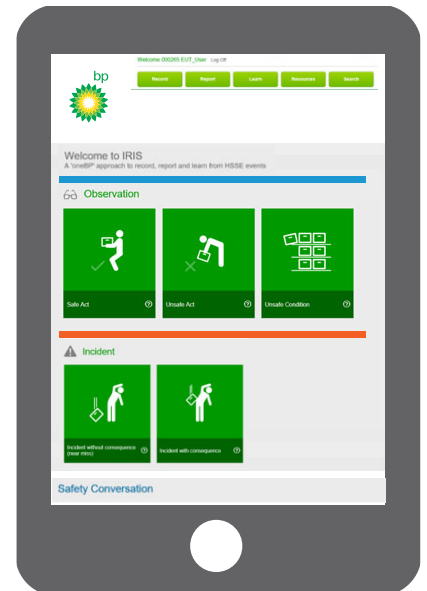 bp
Welcome OI0265 EUT_User Log Off
Record Report Learn Resources Search
Welcome to IRIS
A 'oneBP' approach to record, report and learn from HSSE events
Observation
Safe Act ? Unsafe Act ? Unsafe Condition ?
Incident
Incident without consequence
(near miss) ? Incident with consequence ?
Safety Conversation